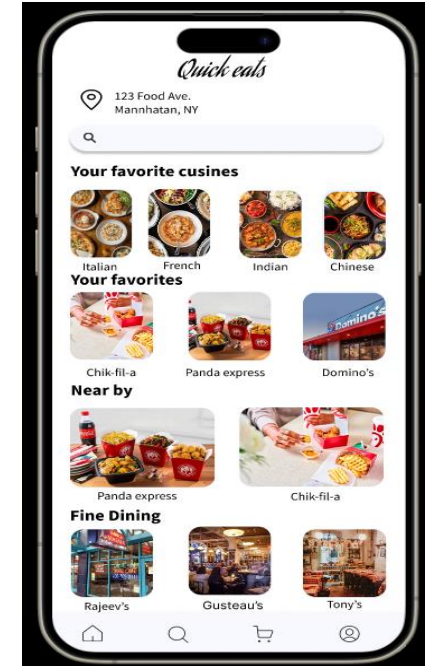 Quick eats
123 Food Ave.
Mannhatan, NY
Your favorite cusines
Italian
French
Indian
Chinese
Your favorites
Domino's
Chik-fil-a
Panda express
Domino's
Near by
Panda express
Chik-fil-a
Fine Dining
Rajeev's
Gusteau's
Tony's